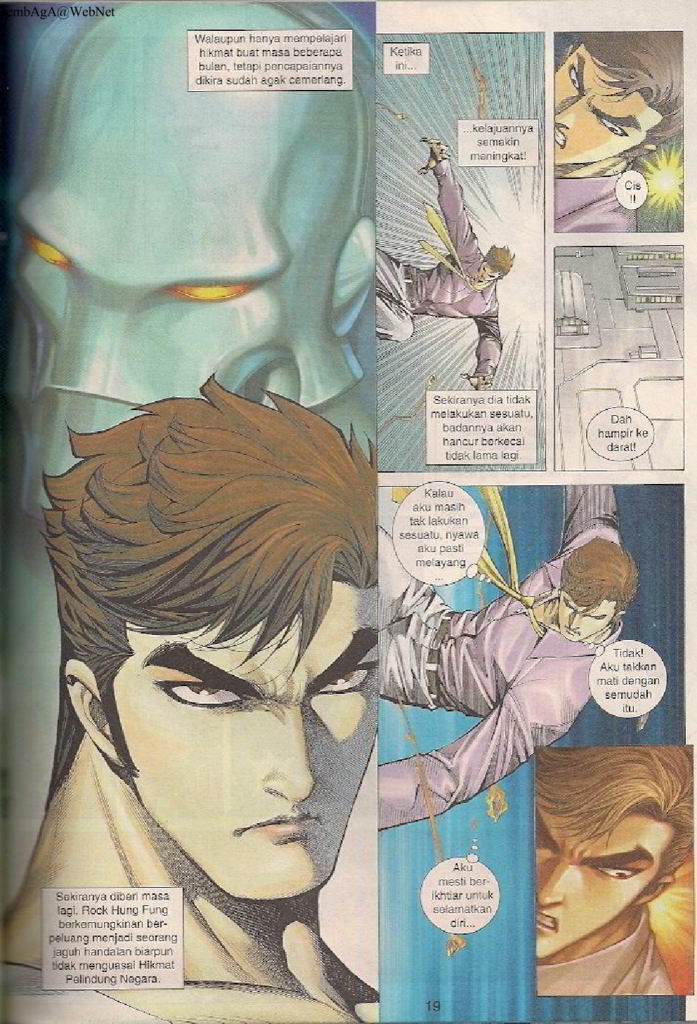 embAgA@WebNet
Walaupun hanya mempelajari
hikmat buat masa beberapa
bulan, tetapi pencapaiannya
dikira sudah agak cemerlang.
Sekiranya diberi masa
lagi, Rock Hung Fung
berkemungkinan ber-
peluang menjadi seorang
jaguh handalan biarpun
tidak menguasai Hikmat
Pelindung Negara.
Ketika
ini...
...kelajuannya
semakin
meningkat!
Sekiranya dia tidak
melakukan sesuatu,
badannya akan
hancur berkecai
tidak lama lagi.
Cis
!!
Dah
hampir ke
darat!
Kalau
aku masih
tak lakukan
sesuatu, nyawa
aku pasti
melayang
...
Tidak!
Aku takkan
mati dengan
semudah
itu.
Aku
mesti ber-
ikhtiar untuk
selamatkan
diri...
19